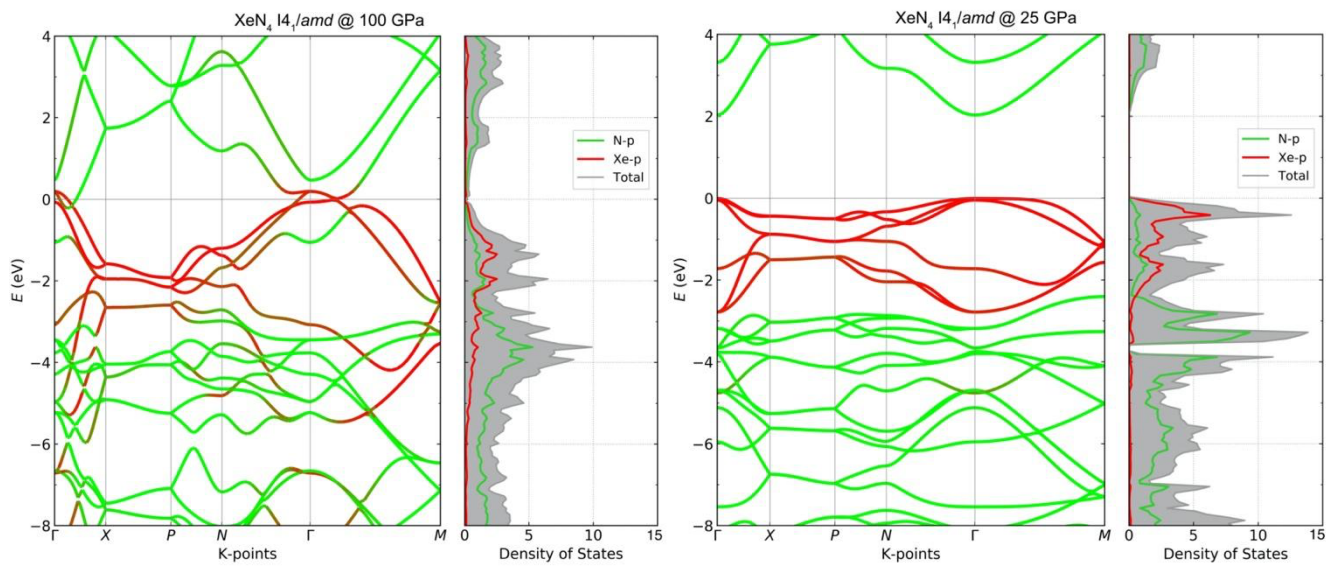 XeN4 I41/amd @ 100 GPa
4
2
0
−2
−4
−6
−8
E (eV)
Γ X P N Γ M
K-points
N-p
Xe-p
Total
0 5 10 15
Density of States
XeN4 I41/amd @ 25 GPa
4
2
0
−2
−4
−6
−8
E (eV)
Γ X P N Γ M
K-points
N-p
Xe-p
Total
0 5 10 15
Density of States